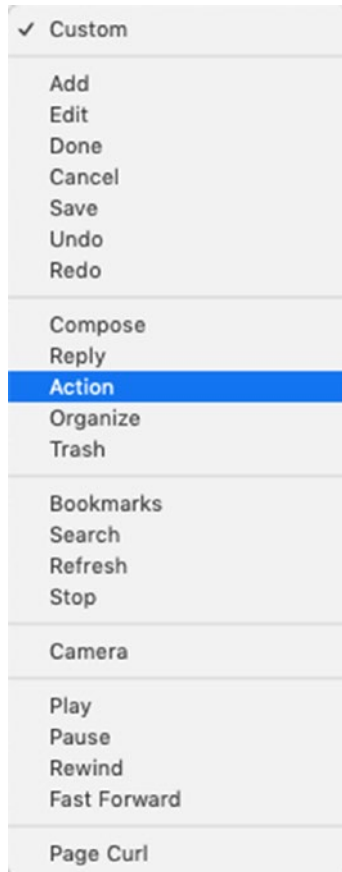 ✓ Custom
Add
Edit
Done
Cancel
Save
Undo
Redo
Compose
Reply
Action
Organize
Trash
Bookmarks
Search
Refresh
Stop
Camera
Play
Pause
Rewind
Fast Forward
Page Curl